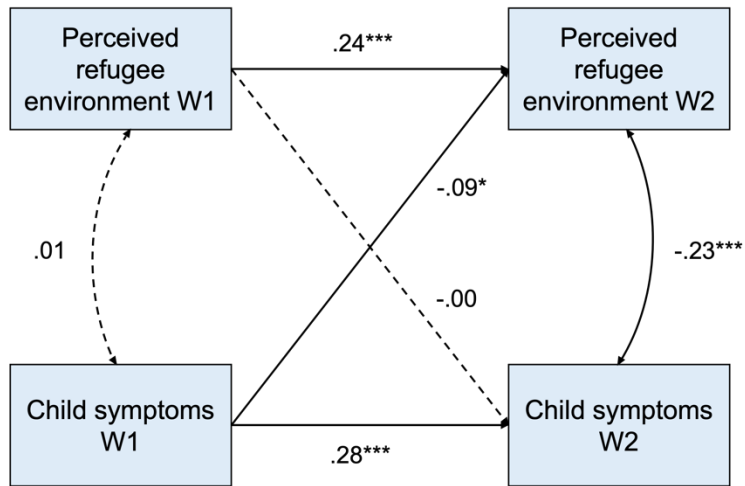 Perceived
refugee
environment W1
.24***
Perceived
refugee
environment W2
-.09*
.01
-.23***
-.00
Child symptoms
W1
.28***
Child symptoms
W2